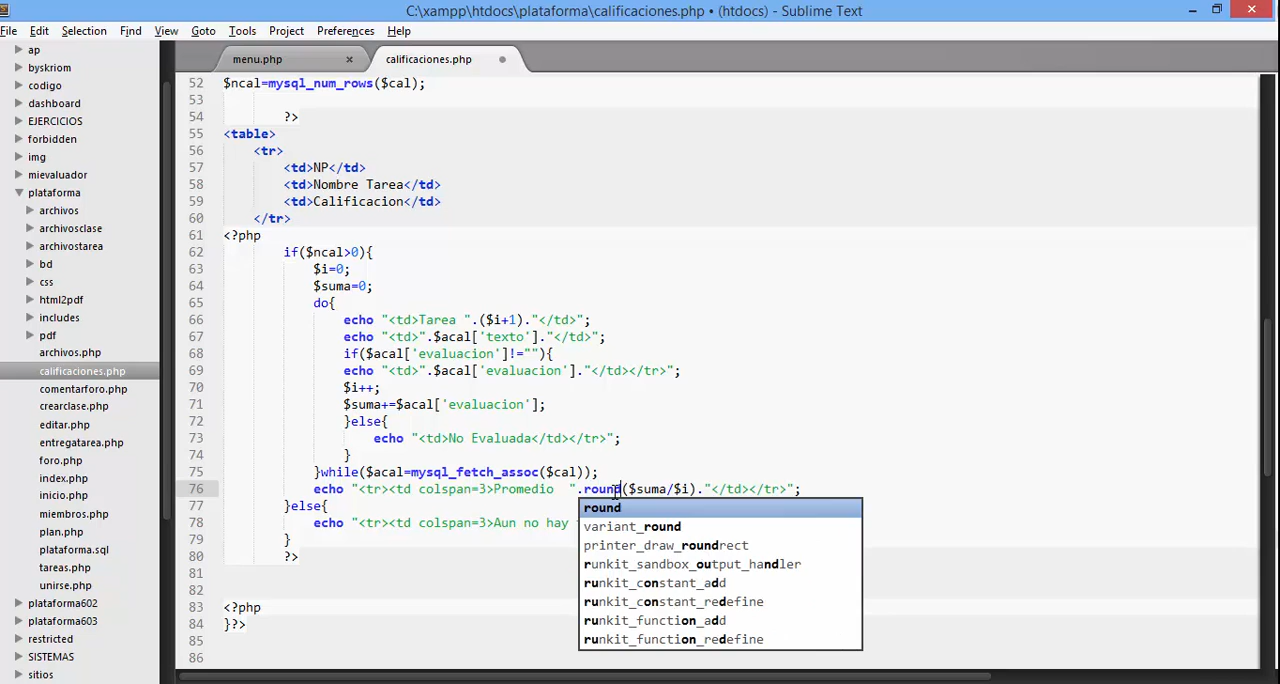 C:\xampp\htdocs\plataforma\calificaciones.php • (htdocs) - Sublime Text
File Edit Selection Find View Goto Tools Project Preferences Help
menu.php × calificaciones.php
ap
byskriom
codigo
dashboard
EJERCICIOS
forbidden
img
mievaluador
plataforma
archivos
archivosclase
archivostarea
bd
css
html2pdf
includes
pdf
archivos.php
calificaciones.php
comentarforo.php
crearclase.php
editar.php
entregatarea.php
foro.php
index.php
inicio.php
miembros.php
plan.php
plataforma.sql
tareas.php
unirse.php
plataforma602
plataforma603
restricted
SISTEMAS
sitios
52 $ncal=mysql_num_rows($cal);
53
54 ?>
55 <table>
56 <tr>
57 <td>NP</td>
58 <td>Nombre Tarea</td>
59 <td>Calificacion</td>
60 </tr>
61 <?php
62 if($ncal>0){
63 $i=0;
64 $suma=0;
65 do{
66 echo "<td>Tarea ".($i+1)."</td>";
67 echo "<td>".$acal['texto']."</td>";
68 if($acal['evaluacion']!=""){
69 echo "<td>".$acal['evaluacion']."</td></tr>";
70 $i++;
71 $suma+=$acal['evaluacion'];
72 }else{
73 echo "<td>No Evaluada</td></tr>";
74 }
75 }while($acal=mysql_fetch_assoc($cal));
76 echo "<tr><td colspan=3>Promedio ".round($suma/$i)."</td></tr>";
77 }else{
78 echo "<tr><td colspan=3>Aun no hay
79 }
80 ?>
81
82
83 <?php
84 }?>
85
86
round
variant_round
printer_draw_roundrect
runkit_sandbox_output_handler
runkit_constant_add
runkit_constant_redefine
runkit_function_add
runkit_function_redefine